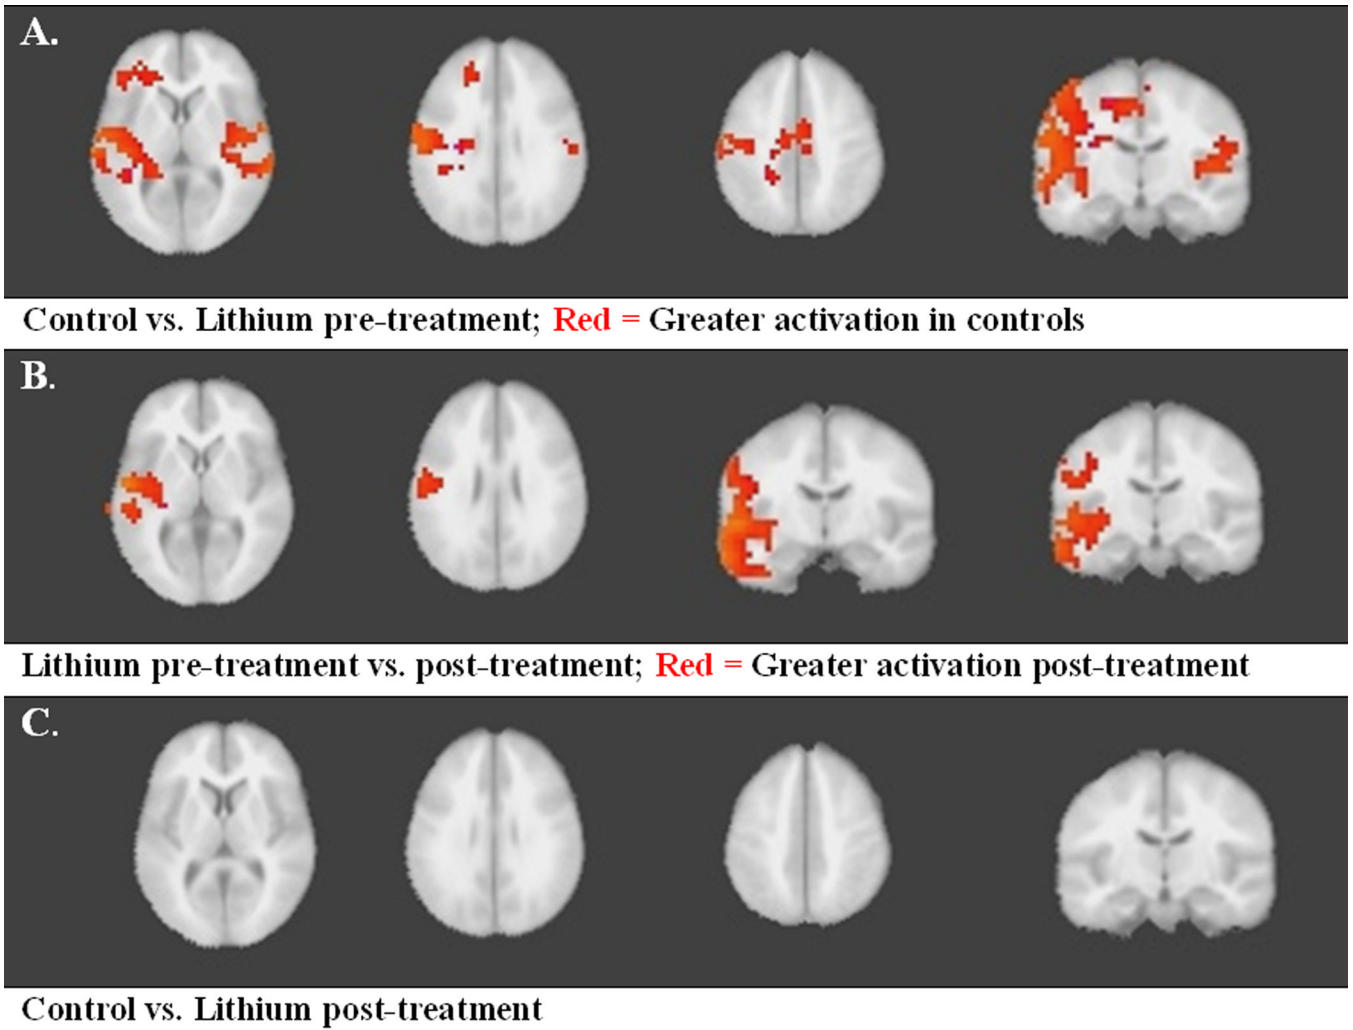 A.
Control vs. Lithium pre-treatment; Red = Greater activation in controls
B.
Lithium pre-treatment vs. post-treatment; Red = Greater activation post-treatment
C.
Control vs. Lithium post-treatment